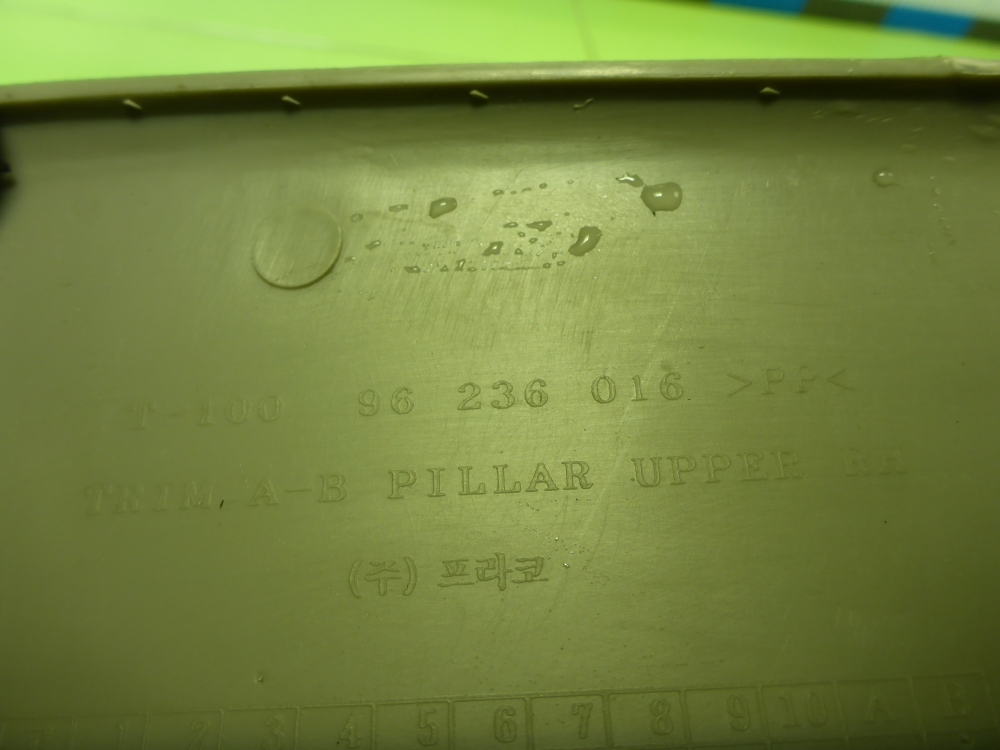 T-100 96 236 016 >PP<
TRIM A-B PILLAR UPPER RH
(주) 프라코
1 2 3 4 5 6 7 8 9 10 A B